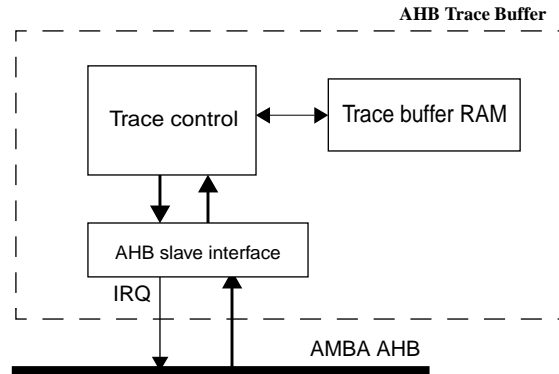 AHB Trace Buffer
Trace control
Trace buffer RAM
AHB slave interface
IRQ
AMBA AHB